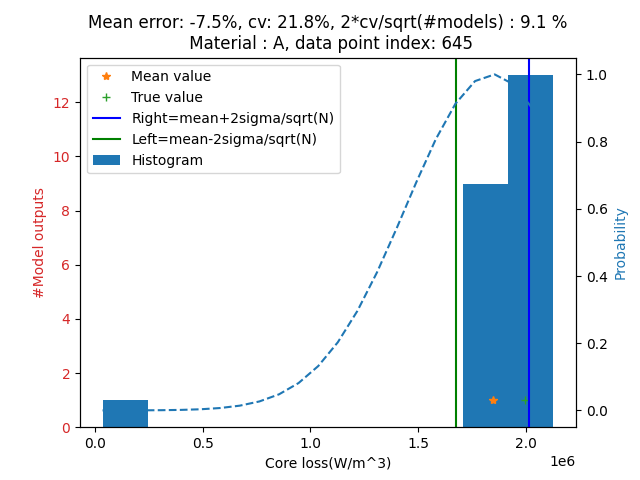 Mean error: -7.5%, cv: 21.8%, 2*cv/sqrt(#models) : 9.1 %
Material : A, data point index: 645
Mean value
True value
Right=mean+2sigma/sqrt(N)
Left=mean-2sigma/sqrt(N)
Histogram
#Model outputs
12
10
8
6
4
2
0
1.0
0.8
0.6
0.4
0.2
0.0
Probability
0.0 0.5 1.0 1.5 2.0
1e6
Core loss(W/m^3)